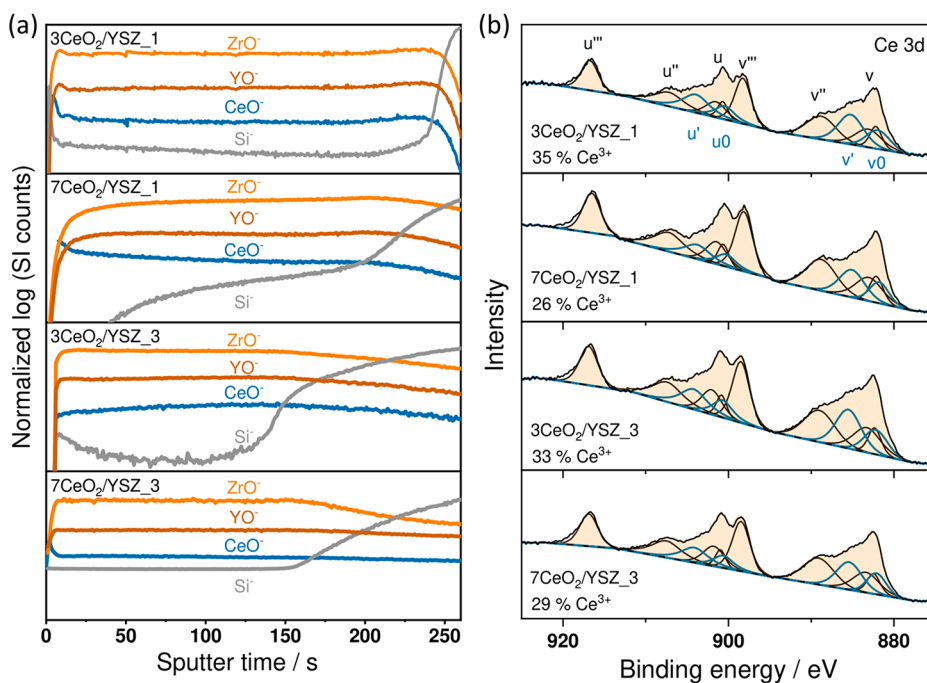 (a)
Normalized log (SI counts)
3CeO₂/YSZ_1
ZrO⁻
YO⁻
CeO⁻
Si⁻
7CeO₂/YSZ_1
ZrO⁻
YO⁻
CeO⁻
Si⁻
3CeO₂/YSZ_3
ZrO⁻
YO⁻
CeO⁻
Si⁻
7CeO₂/YSZ_3
ZrO⁻
YO⁻
CeO⁻
Si⁻
0 50 100 150 200 250
Sputter time / s
(b)
Intensity
Ce 3d
u''' u'' u v''' v'' v
u' u0 v' v0
3CeO₂/YSZ_1
35 % Ce³⁺
7CeO₂/YSZ_1
26 % Ce³⁺
3CeO₂/YSZ_3
33 % Ce³⁺
7CeO₂/YSZ_3
29 % Ce³⁺
920 900 880
Binding energy / eV